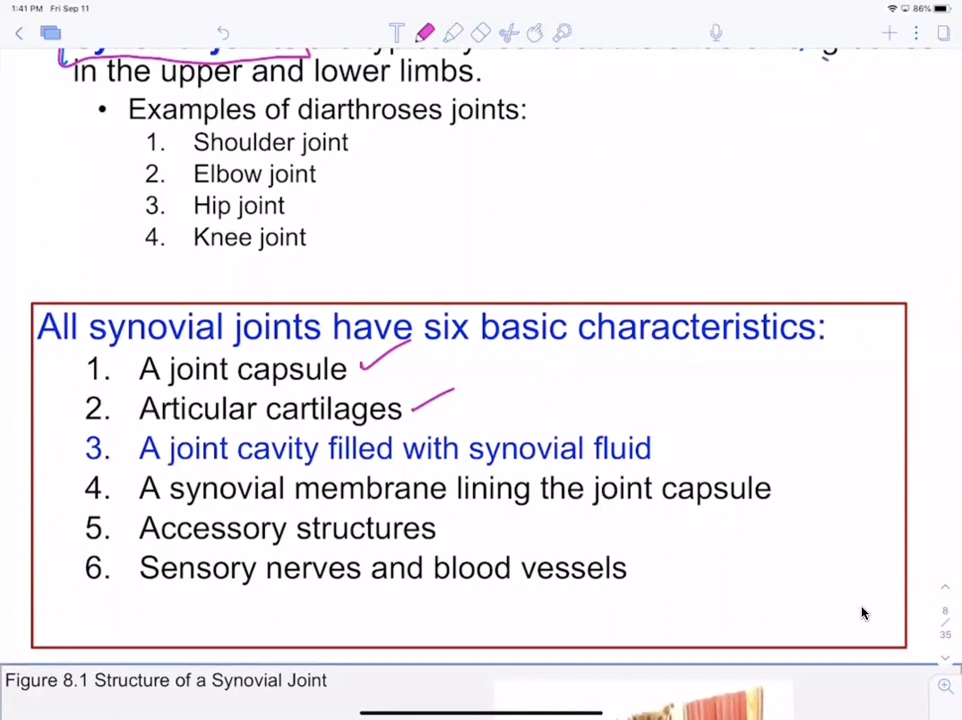 1:41 PM Fri Sep 11
86%
in the upper and lower limbs.
• Examples of diarthroses joints:
1. Shoulder joint
2. Elbow joint
3. Hip joint
4. Knee joint
All synovial joints have six basic characteristics:
1. A joint capsule
2. Articular cartilages
3. A joint cavity filled with synovial fluid
4. A synovial membrane lining the joint capsule
5. Accessory structures
6. Sensory nerves and blood vessels
8
/
35
Figure 8.1 Structure of a Synovial Joint